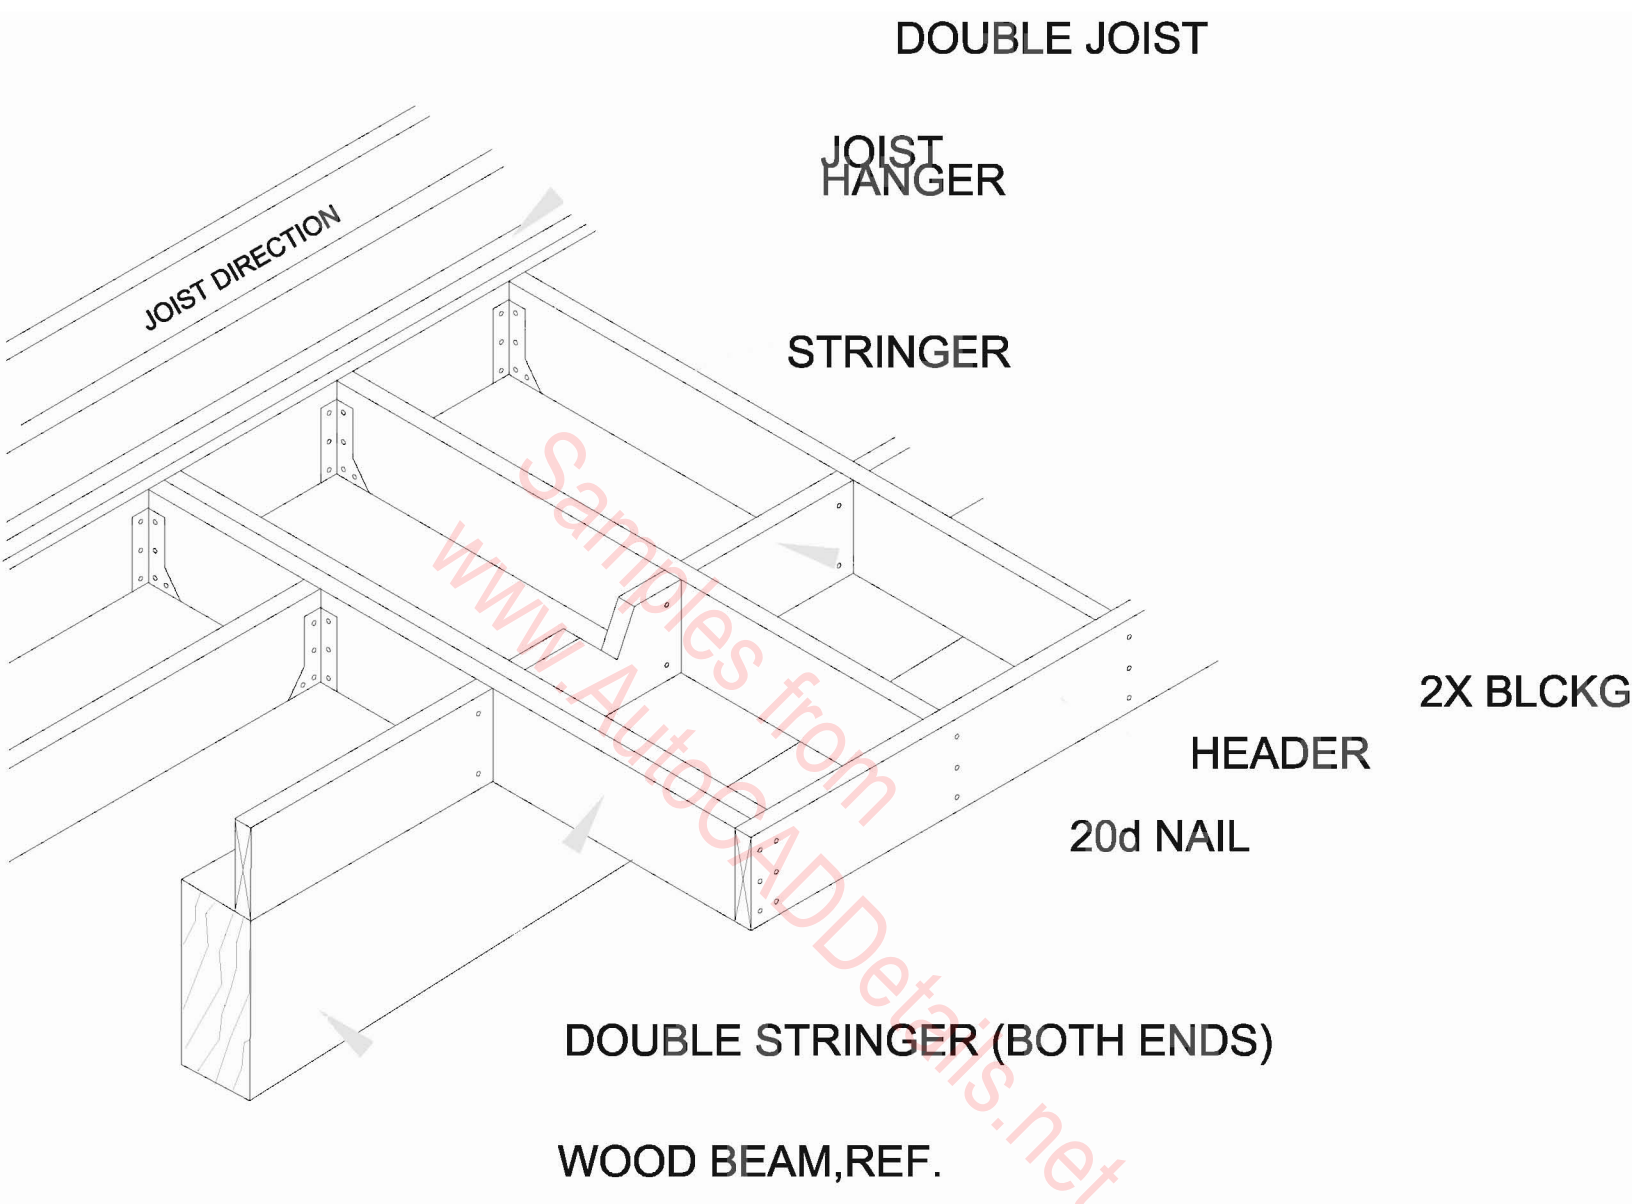 DOUBLE JOIST
JOIST
HANGER
JOIST DIRECTION
STRINGER
2X BLCKG
HEADER
20d NAIL
DOUBLE STRINGER (BOTH ENDS)
WOOD BEAM,REF.
Samples from
www.AutoCADDetails.net